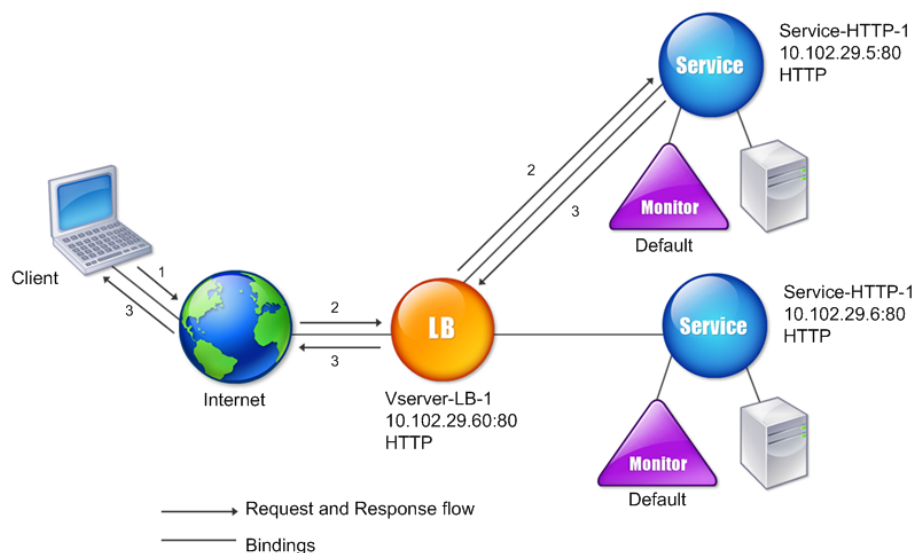 Service-HTTP-1
10.102.29.5:80
HTTP
Service
2
3
Monitor
Default
Client
1
3
2
3
Internet
LB
Vserver-LB-1
10.102.29.60:80
HTTP
Service
Service-HTTP-1
10.102.29.6:80
HTTP
Monitor
Default
Request and Response flow
Bindings